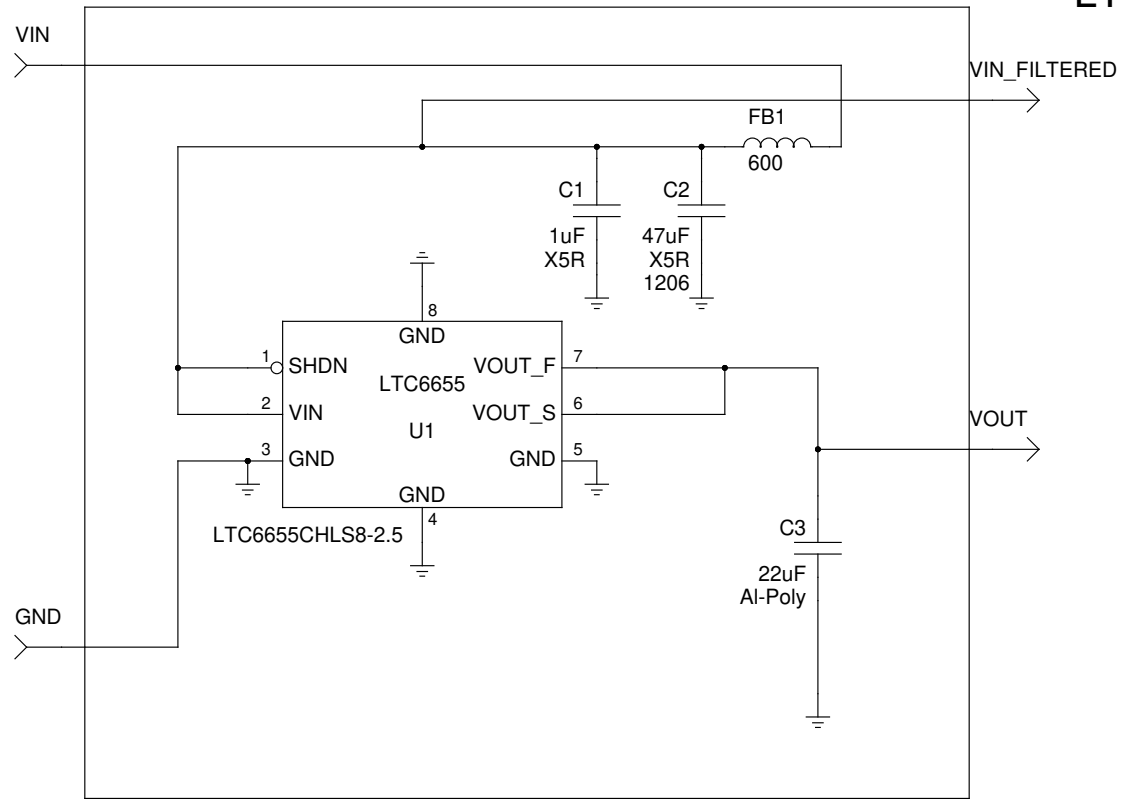 VIN
VIN_FILTERED
FB1
600
C1
1uF
X5R
C2
47uF
X5R
1206
8
GND
1
SHDN
VOUT_F
7
LTC6655
2
VIN
VOUT_S
6
U1
VOUT
3
GND
GND
5
GND
4
LTC6655CHLS8-2.5
C3
22uF
Al-Poly
GND